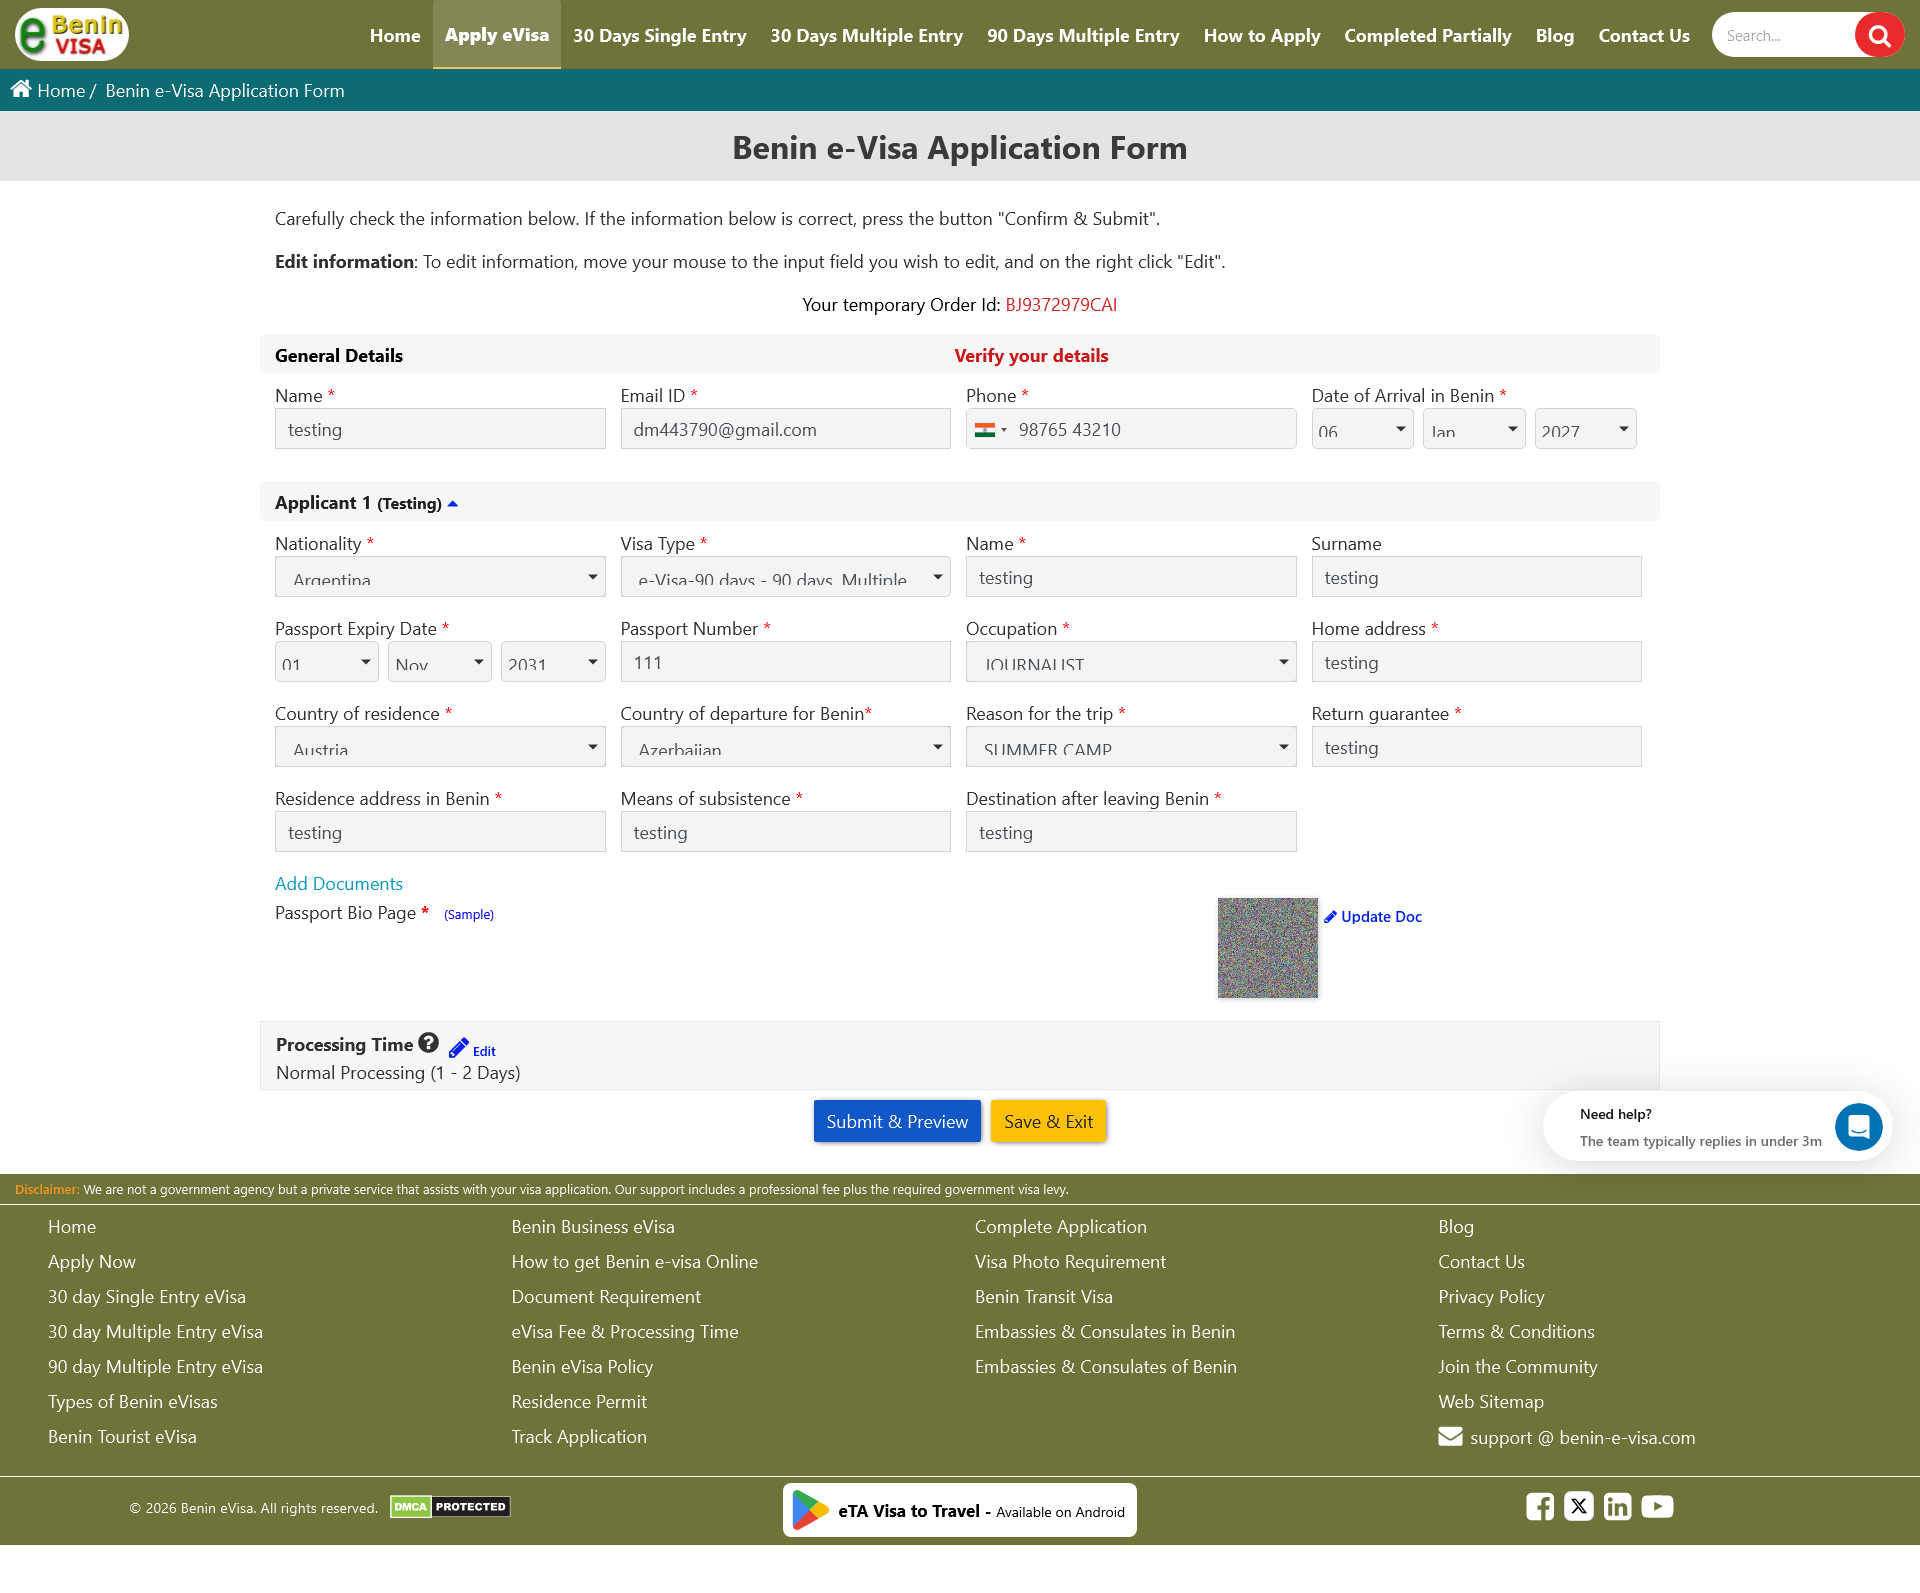 e Benin VISA
Home Apply eVisa 30 Days Single Entry 30 Days Multiple Entry 90 Days Multiple Entry How to Apply Completed Partially Blog Contact Us Search...
Home / Benin e-Visa Application Form
Benin e-Visa Application Form
Carefully check the information below. If the information below is correct, press the button "Confirm & Submit".
Edit information: To edit information, move your mouse to the input field you wish to edit, and on the right click "Edit".
Your temporary Order Id: BJ9372979CAI
General Details Verify your details
Name * Email ID * Phone * Date of Arrival in Benin *
testing dm443790@gmail.com 98765 43210 06 Jan 2027
Applicant 1 (Testing)
Nationality * Visa Type * Name * Surname
Argentina e-Visa-90 days - 90 days, Multiple testing testing
Passport Expiry Date * Passport Number * Occupation * Home address *
01 Nov 2031 111 JOURNALIST testing
Country of residence * Country of departure for Benin* Reason for the trip * Return guarantee *
Austria Azerbaijan SUMMER CAMP testing
Residence address in Benin * Means of subsistence * Destination after leaving Benin *
testing testing testing
Add Documents
Passport Bio Page * (Sample) Update Doc
Processing Time ? Edit
Normal Processing (1 - 2 Days)
Submit & Preview Save & Exit
Need help?
The team typically replies in under 3m
Disclaimer: We are not a government agency but a private service that assists with your visa application. Our support includes a professional fee plus the required government visa levy.
Home Benin Business eVisa Complete Application Blog
Apply Now How to get Benin e-visa Online Visa Photo Requirement Contact Us
30 day Single Entry eVisa Document Requirement Benin Transit Visa Privacy Policy
30 day Multiple Entry eVisa eVisa Fee & Processing Time Embassies & Consulates in Benin Terms & Conditions
90 day Multiple Entry eVisa Benin eVisa Policy Embassies & Consulates of Benin Join the Community
Types of Benin eVisas Residence Permit Web Sitemap
Benin Tourist eVisa Track Application support @ benin-e-visa.com
© 2026 Benin eVisa. All rights reserved. DMCA PROTECTED eTA Visa to Travel - Available on Android